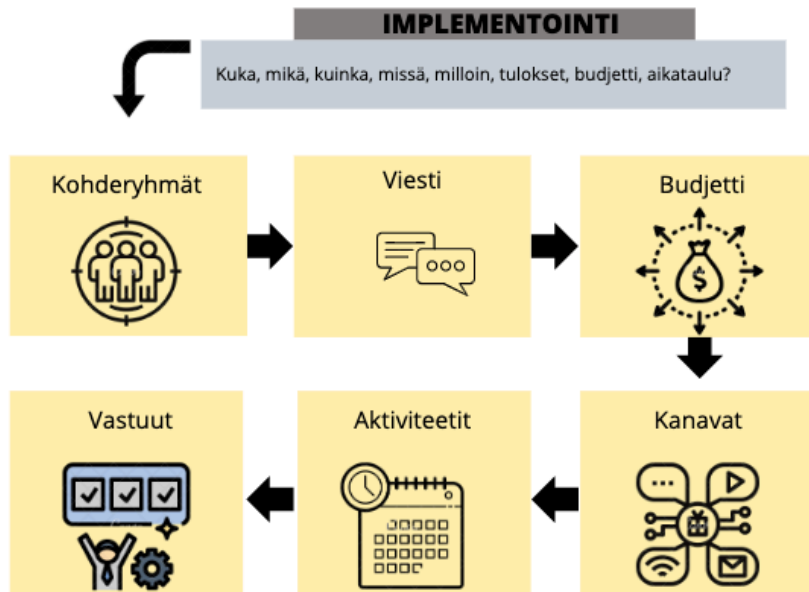 IMPLEMENTOINTI
Kuka, mikä, kuinka, missä, milloin, tulokset, budjetti, aikataulu?
Kohderyhmät
Viesti
Budjetti
$
Kanavat
Aktiviteetit
Vastuut